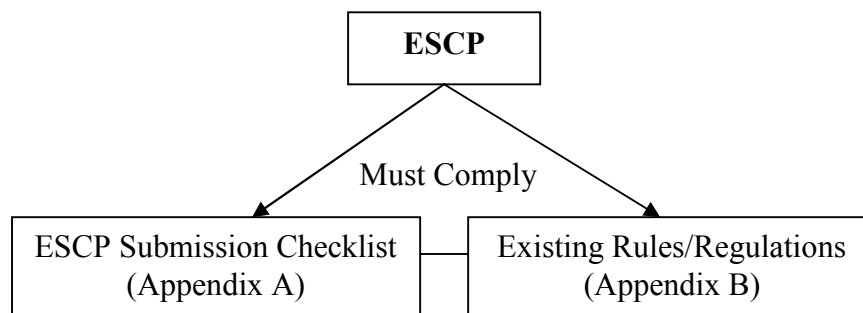 ESCP
Must Comply
ESCP Submission Checklist
(Appendix A)
Existing Rules/Regulations
(Appendix B)